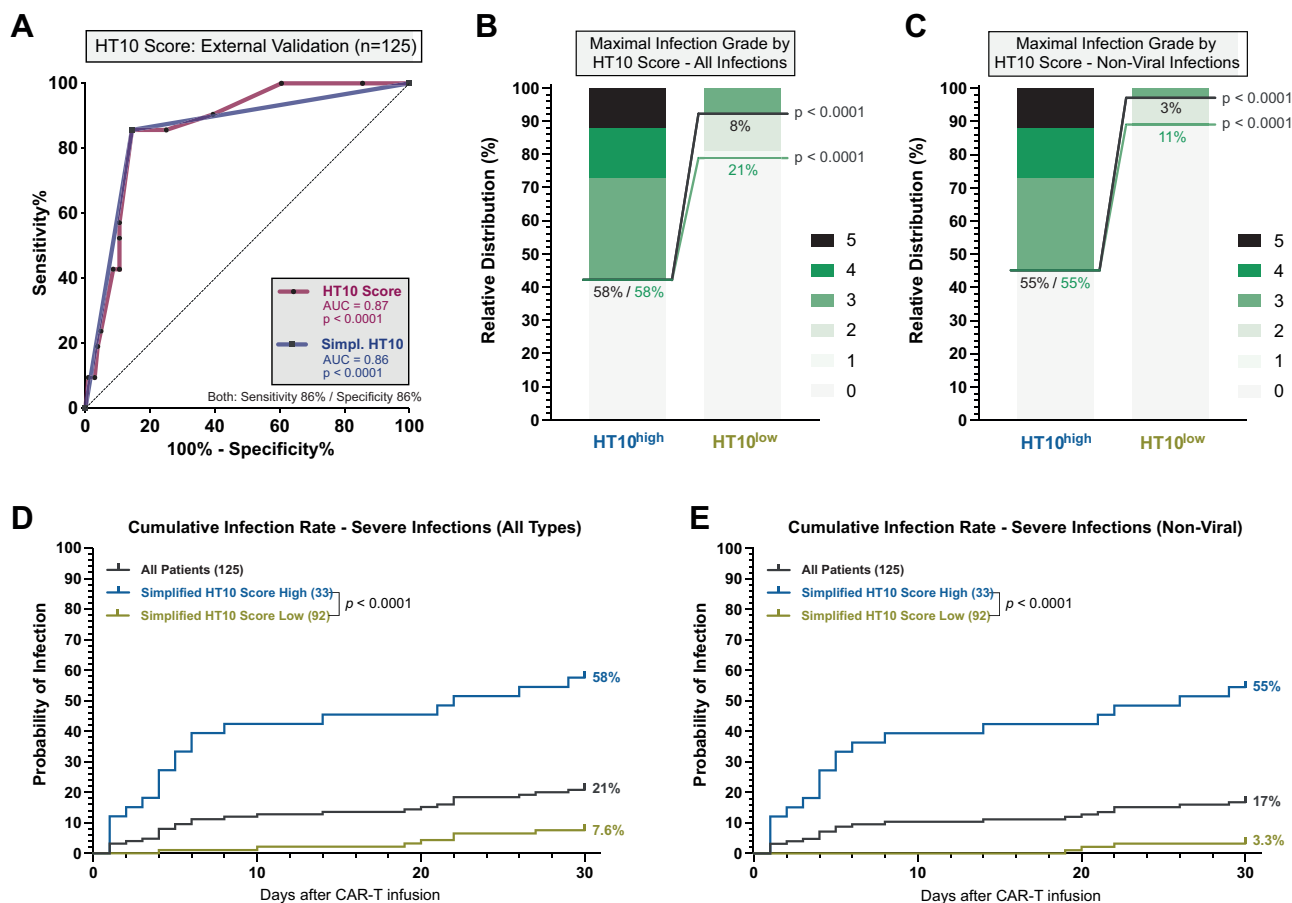 A
HT10 Score: External Validation (n=125)
100
80
60
40
20
0
Sensitivity%
HT10 Score
AUC = 0.87
p < 0.0001
Simpl. HT10
AUC = 0.86
p < 0.0001
Both: Sensitivity 86% / Specificity 86%
0 20 40 60 80 100
100% - Specificity%
B
Maximal Infection Grade by
HT10 Score - All Infections
100
90
80
70
60
50
40
30
20
10
0
Relative Distribution (%)
8%
21%
p < 0.0001
p < 0.0001
58% / 58%
5
4
3
2
1
0
HT10high
HT10low
C
Maximal Infection Grade by
HT10 Score - Non-Viral Infections
100
90
80
70
60
50
40
30
20
10
0
Relative Distribution (%)
3%
11%
p < 0.0001
p < 0.0001
55% / 55%
5
4
3
2
1
0
HT10high
HT10low
D
Cumulative Infection Rate - Severe Infections (All Types)
100
90
80
70
60
50
40
30
20
10
0
Probability of Infection
All Patients (125)
Simplified HT10 Score High (33)
Simplified HT10 Score Low (92)
p < 0.0001
58%
21%
7.6%
0 10 20 30
Days after CAR-T infusion
E
Cumulative Infection Rate - Severe Infections (Non-Viral)
100
90
80
70
60
50
40
30
20
10
0
Probability of Infection
All Patients (125)
Simplified HT10 Score High (33)
Simplified HT10 Score Low (92)
p < 0.0001
55%
17%
3.3%
0 10 20 30
Days after CAR-T infusion